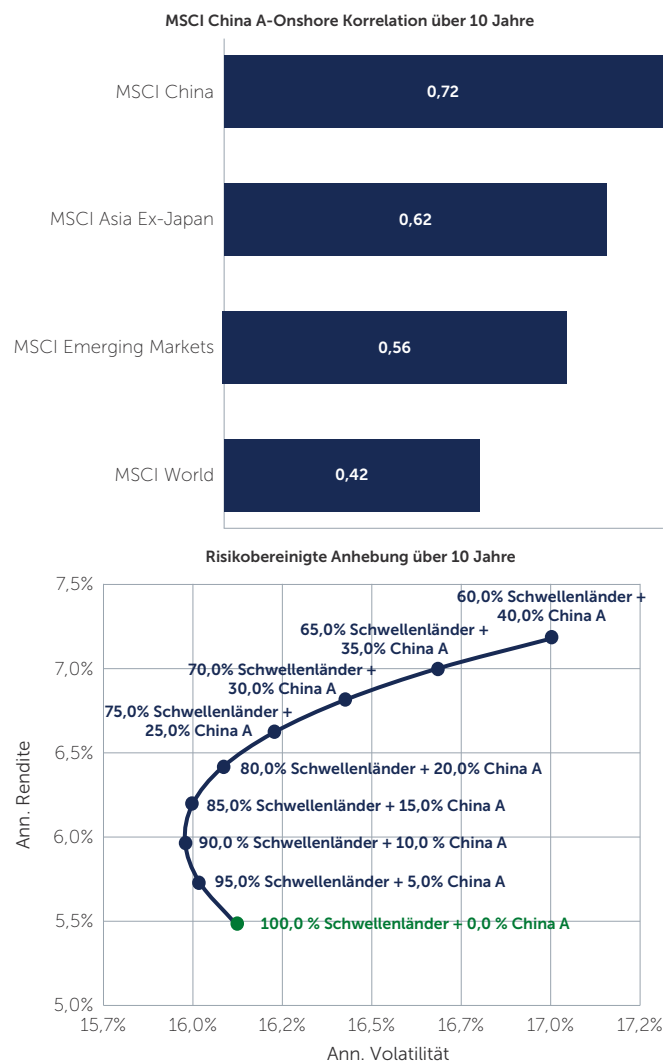 MSCI China A-Onshore Korrelation über 10 Jahre
MSCI China
0,72
MSCI Asia Ex-Japan
0,62
MSCI Emerging Markets
0,56
MSCI World
0,42
Risikobereinigte Anhebung über 10 Jahre
7,5%
60,0% Schwellenländer +
40,0% China A
65,0% Schwellenländer +
35,0% China A
7,0%
70,0% Schwellenländer +
30,0% China A
75,0% Schwellenländer +
25,0% China A
6,5%
80,0% Schwellenländer + 20,0% China A
85,0% Schwellenländer + 15,0% China A
6,0%
90,0 % Schwellenländer + 10,0 % China A
95,0% Schwellenländer + 5,0% China A
5,5%
100,0 % Schwellenländer + 0,0 % China A
5,0%
Ann. Rendite
15,7%
16,0%
16,2%
16,5%
16,7%
17,0%
17,2%
Ann. Volatilität